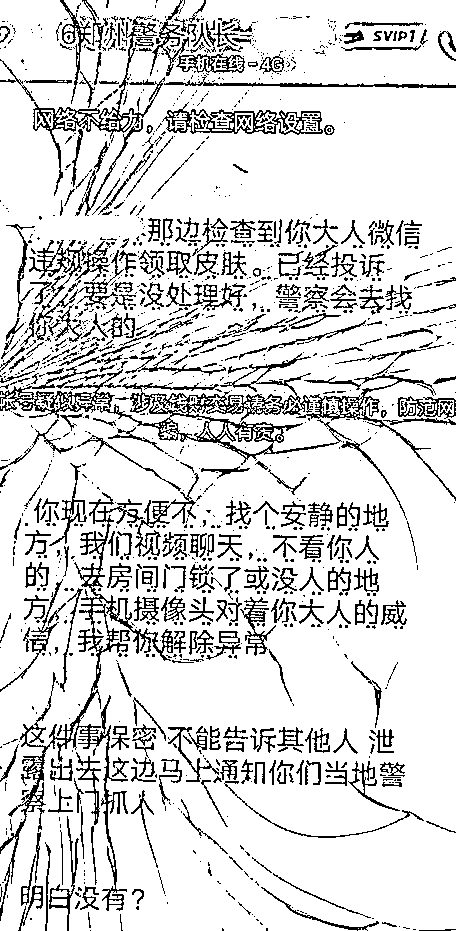 郑州警务队长
SVIP1
手机在线 - 4G
网络不给力，请检查网络设置。
那边检查到你大人微信
违规操作领取皮肤。已经投诉
了，要是没处理好，警察会去找
你大人的
帐号疑似异常，涉及钱财交易请务必谨慎操作，防范网
骗，人人有责。
你现在方便不，找个安静的地
方，我们视频聊天，不看你人
的，去房间门锁了或没人的地
方，手机摄像头对着你大人的威
信，我帮你解除异常
这件事保密 不能告诉其他人 泄
露出去这边马上通知你们当地警
察上门抓人
明白没有？